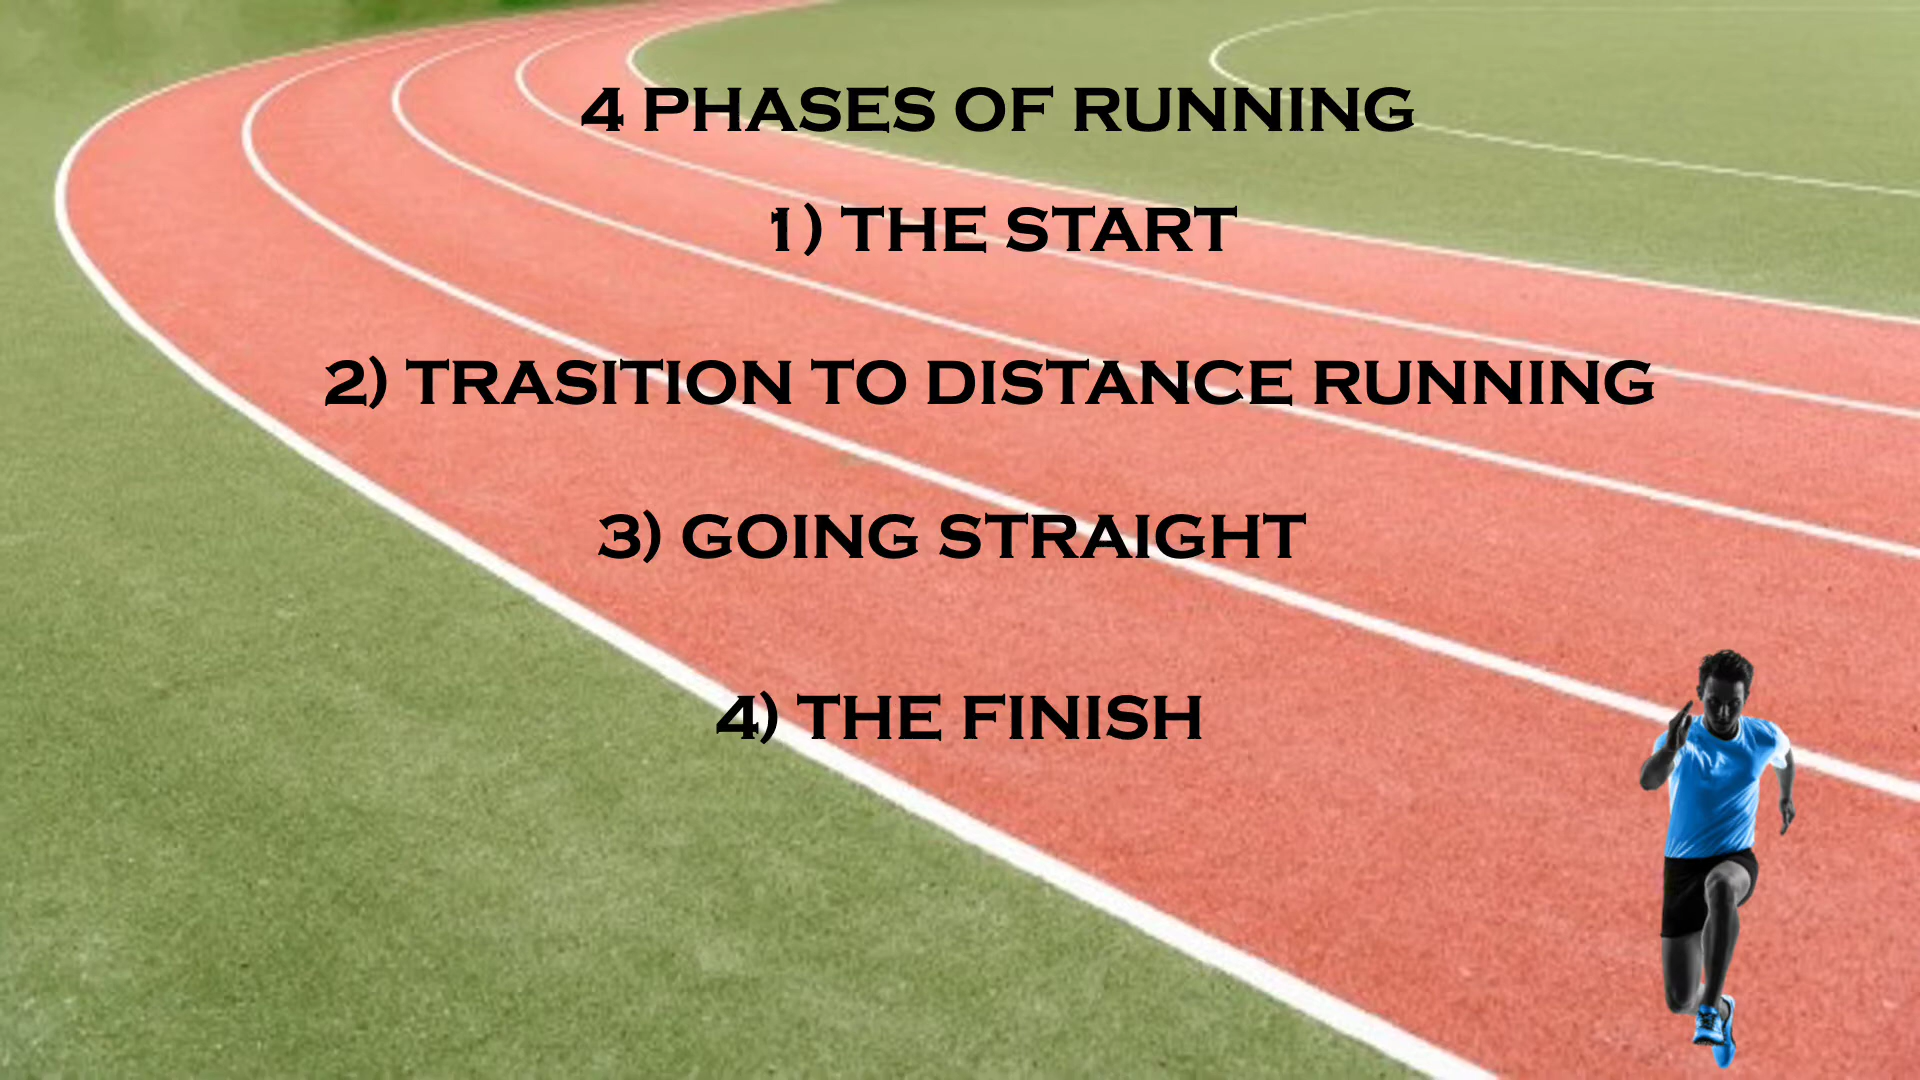 4 PHASES OF RUNNING
1) THE START
2) TRASITION TO DISTANCE RUNNING
3) GOING STRAIGHT
4) THE FINISH